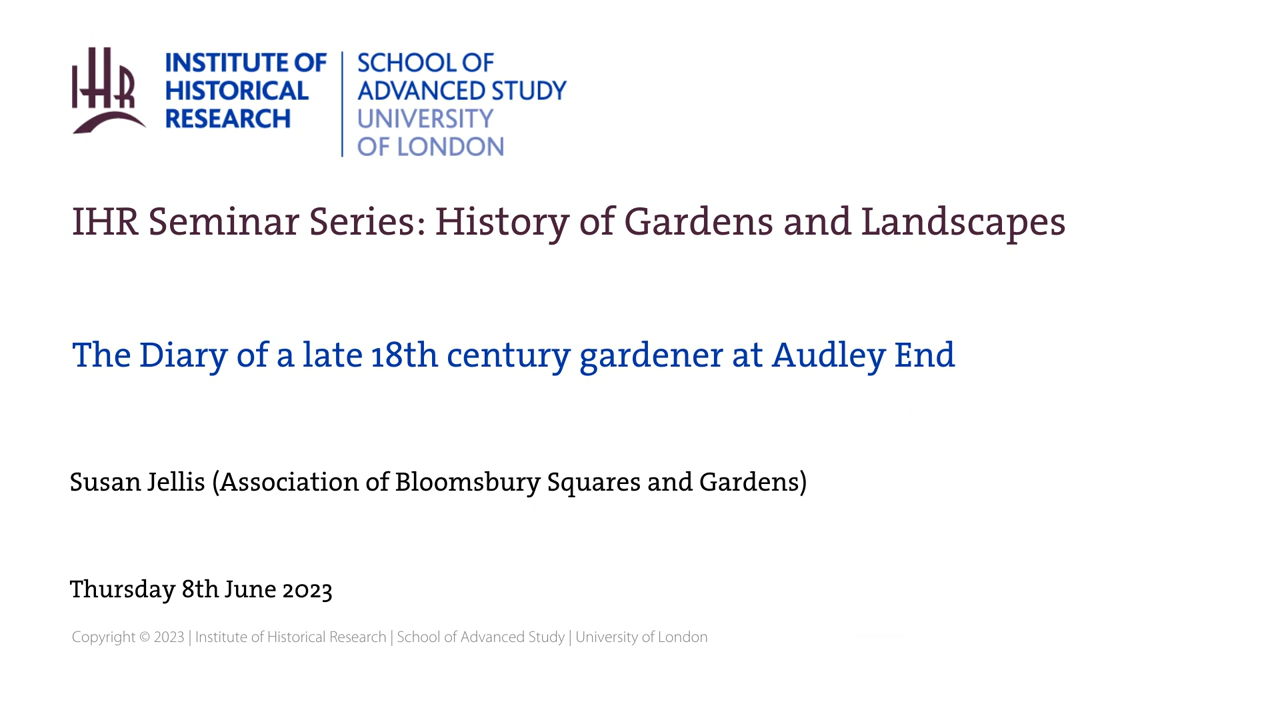 IHR
INSTITUTE OF
HISTORICAL
RESEARCH
SCHOOL OF
ADVANCED STUDY
UNIVERSITY
OF LONDON
IHR Seminar Series: History of Gardens and Landscapes
The Diary of a late 18th century gardener at Audley End
Susan Jellis (Association of Bloomsbury Squares and Gardens)
Thursday 8th June 2023
Copyright © 2023 | Institute of Historical Research | School of Advanced Study | University of London